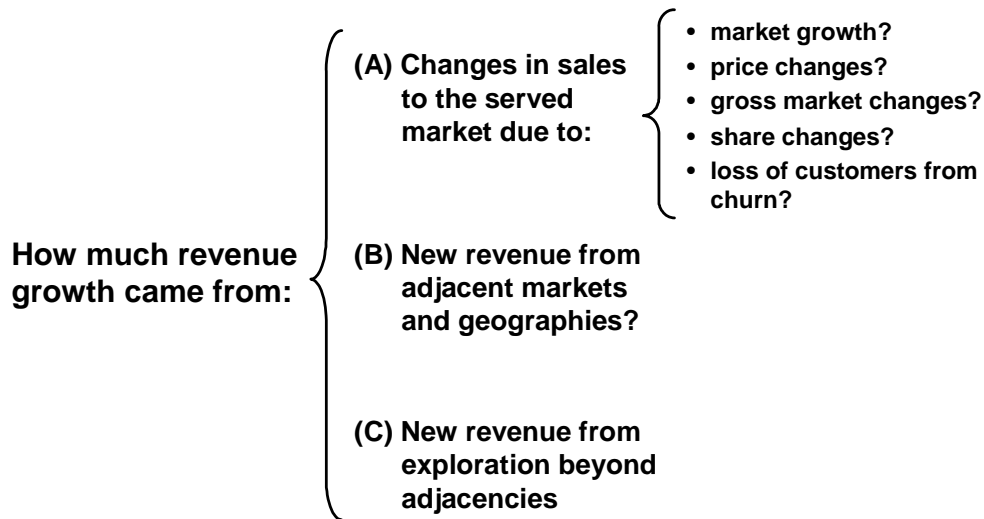 How much revenue
growth came from:
(A) Changes in sales
to the served
market due to:
• market growth?
• price changes?
• gross market changes?
• share changes?
• loss of customers from
churn?
(B) New revenue from
adjacent markets
and geographies?
(C) New revenue from
exploration beyond
adjacencies